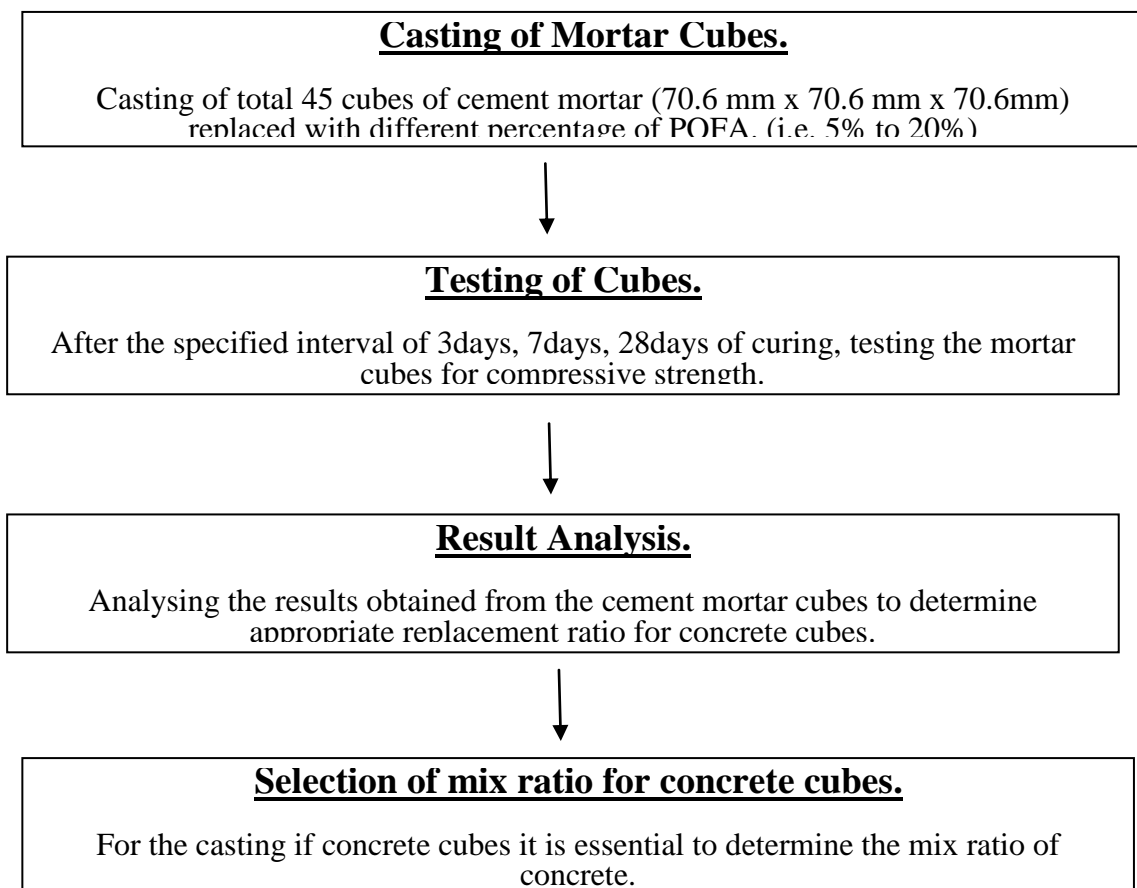 Casting of Mortar Cubes.
Casting of total 45 cubes of cement mortar (70.6 mm x 70.6 mm x 70.6mm)
replaced with different percentage of POFA. (i.e. 5% to 20%)
Testing of Cubes.
After the specified interval of 3days, 7days, 28days of curing, testing the mortar
cubes for compressive strength.
Result Analysis.
Analysing the results obtained from the cement mortar cubes to determine
appropriate replacement ratio for concrete cubes.
Selection of mix ratio for concrete cubes.
For the casting if concrete cubes it is essential to determine the mix ratio of
concrete.